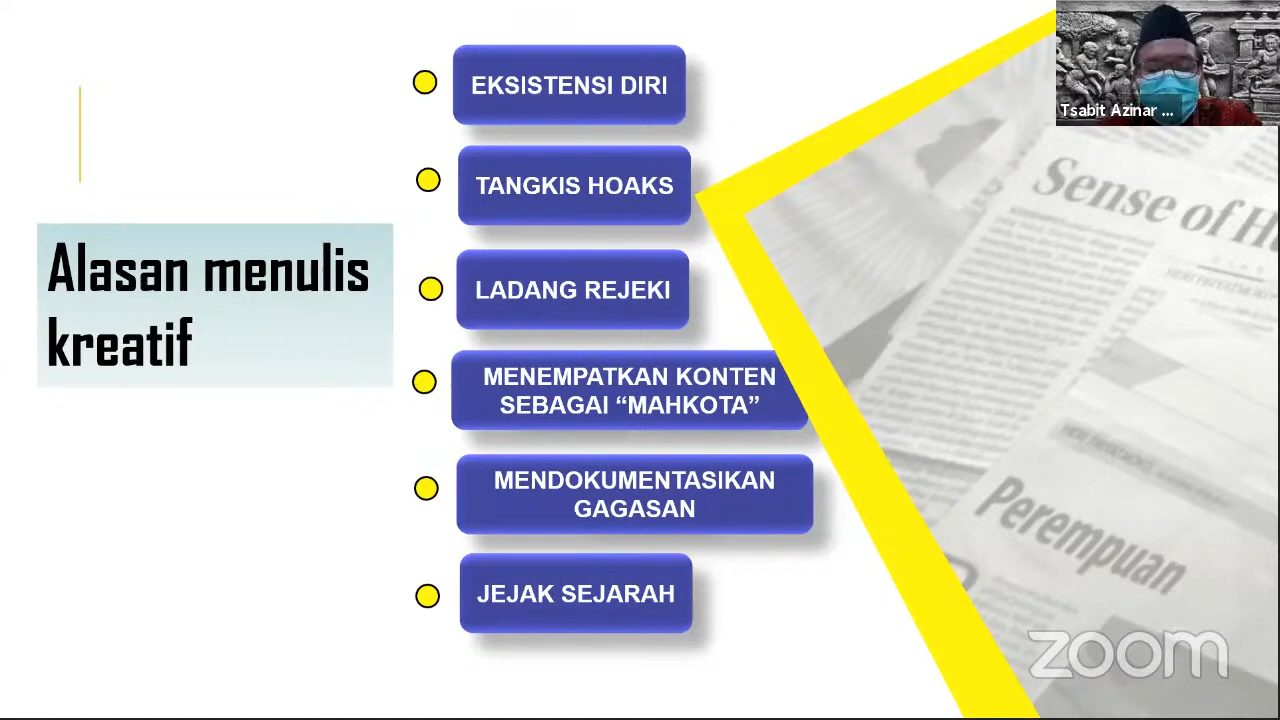 Alasan menulis
kreatif
EKSISTENSI DIRI
TANGKIS HOAKS
LADANG REJEKI
MENEMPATKAN KONTEN
SEBAGAI “MAHKOTA”
MENDOKUMENTASIKAN
GAGASAN
JEJAK SEJARAH
Tsabit Azinar ...
Sense of
Perempuan
zoom